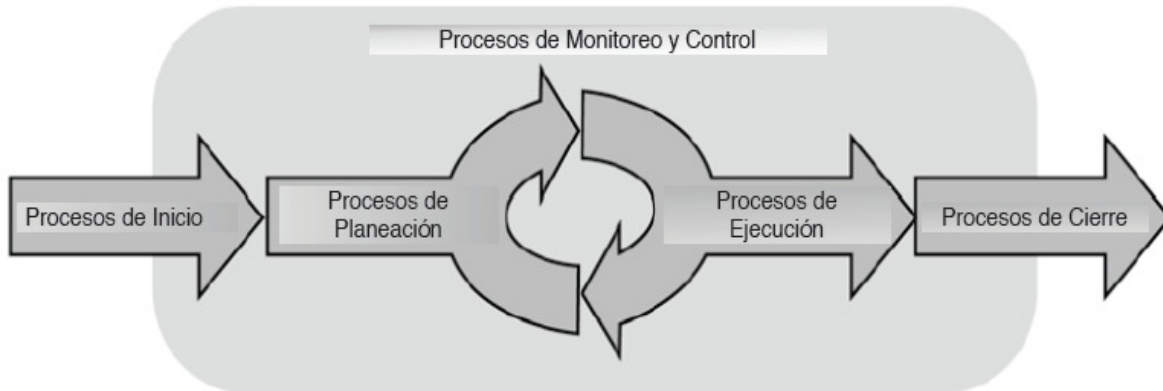 Procesos de Monitoreo y Control
Procesos de Inicio
Procesos de
Planeación
Procesos de
Ejecución
Procesos de Cierre